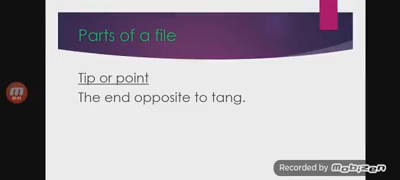 Parts of a file
Tip or point
The end opposite to tang.
Recorded by mobizen